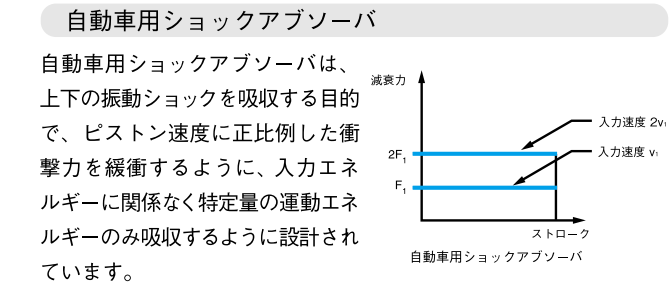 自動車用ショックアブソーバ
自動車用ショックアブソーバは、
上下の振動ショックを吸収する目的
で、ピストン速度に正比例した衝
撃力を緩衝するように、入力エネ
ルギーに関係なく特定量の運動エネ
ルギーのみ吸収するように設計され
ています。
減衰力
入力速度 2v₁
2F₁
入力速度 v₁
F₁
ストローク
自動車用ショックアブソーバ